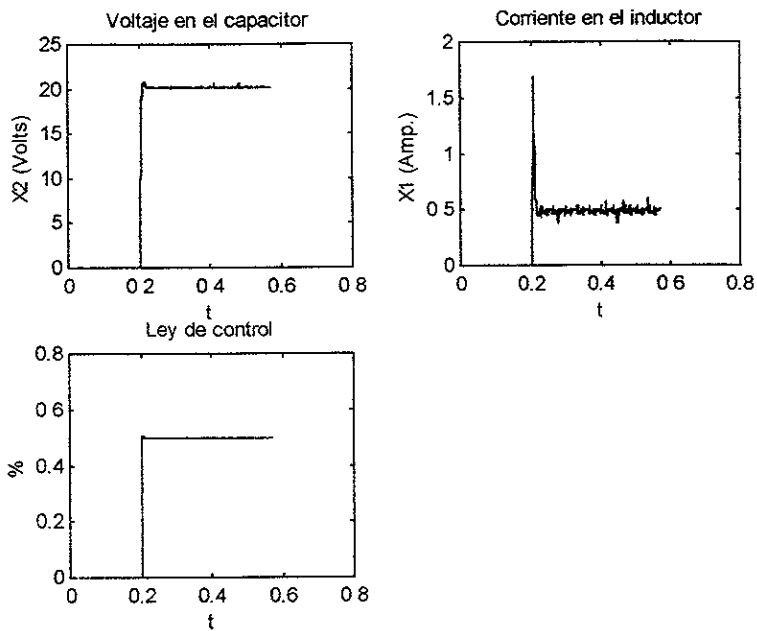 Voltaje en el capacitor
25
20
15
10
5
0
X2 (Volts)
0 0 2 0 4 0.6 0 8
t
Corriente en el inductor
2
1.5
1
0 5
0
X1 (Amp.)
0 0.2 0.4 0 6 0.8
t
Ley de control
0.8
0 6
0.4
0.2
0
%
0 0.2 0.4 0.6 0 8
t